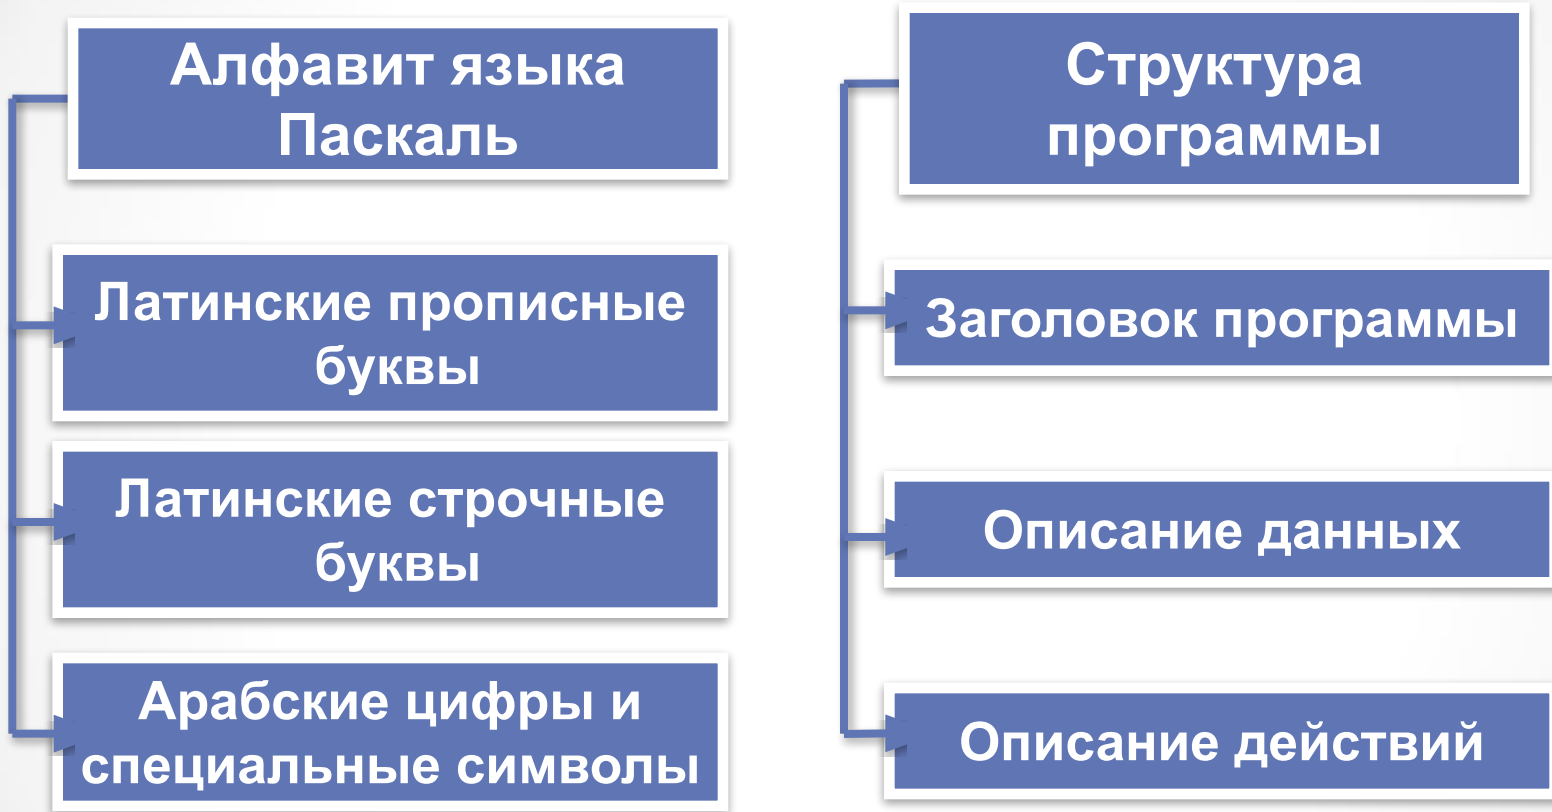 Алфавит языка
Паскаль
Латинские прописные
буквы
Латинские строчные
буквы
Арабские цифры и
специальные символы
Структура
программы
Заголовок программы
Описание данных
Описание действий